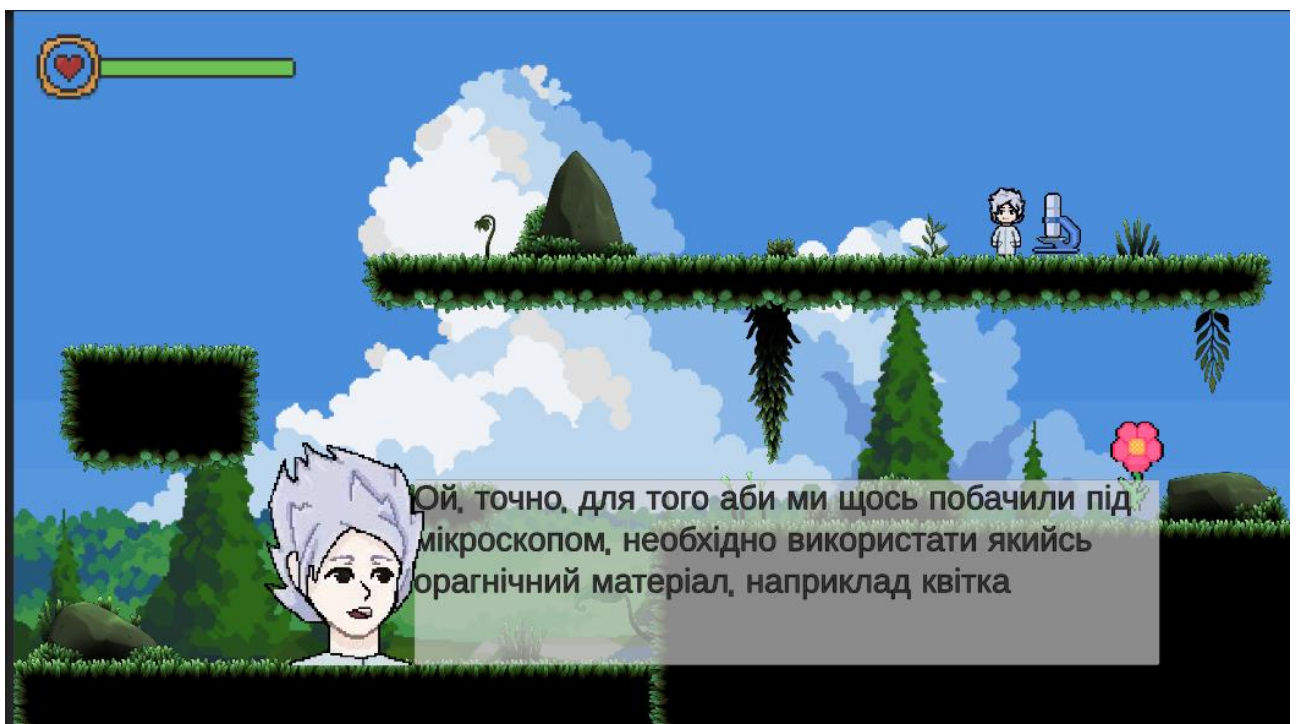 Ой, точно, для того аби ми щось побачили під
мікроскопом, необхідно використати якийсь
орагнічний матеріал, наприклад квітка